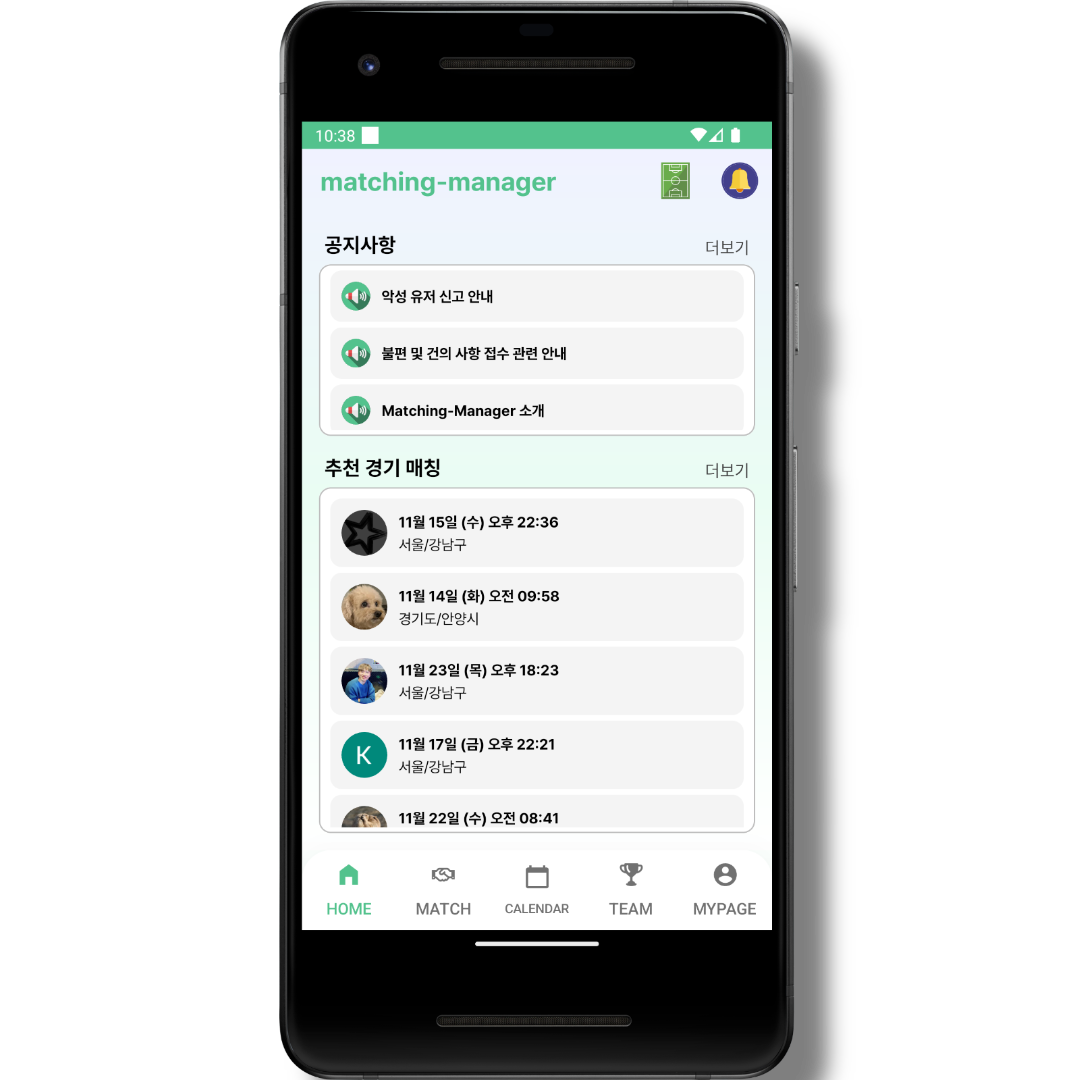 10:38
matching-manager
공지사항
더보기
악성 유저 신고 안내
불편 및 건의 사항 접수 관련 안내
Matching-Manager 소개
추천 경기 매칭
더보기
11월 15일 (수) 오후 22:36
서울/강남구
11월 14일 (화) 오전 09:58
경기도/안양시
11월 23일 (목) 오후 18:23
서울/강남구
K
11월 17일 (금) 오후 22:21
서울/강남구
11월 22일 (수) 오전 08:41
HOME
MATCH
CALENDAR
TEAM
MYPAGE